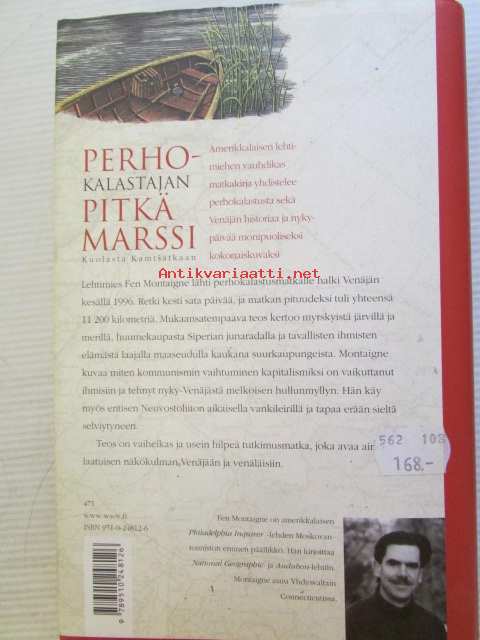 PERHO-
KALASTAJAN
PITKÄ
MARSSI
Kuolasta Kamtšatkaan
Amerikkalaisen lehti-
miehen vauhdikas
matkakirja yhdistelee
perhokalastusta sekä
Venäjän historiaa ja nyky-
päivää monipuoliseksi
kokonaiskuvaksi
Antikvariaatti.net
Lehtimies Fen Montaigne lähti perhokalastusmatkalle halki Venäjän
kesällä 1996. Retki kesti sata päivää, ja matkan pituudeksi tuli yhteensä
11 200 kilometriä. Mukaansatempaava teos kertoo myrskyistä järvillä ja
merillä, huumekaupasta Siperian junaradalla ja tavallisten ihmisten
elämästä laajalla maaseudulla kaukana suurkaupungeista. Montaigne
kuvaa miten kommunismin vaihtuminen kapitalismiksi on vaikuttanut
ihmisiin ja tehnyt nyky-Venäjästä melkoisen hullunmyllyn. Hän käy
myös entisen Neuvostoliiton aikaisella vankileirillä ja tapaa erään sieltä
selviytyneen.
Teos on vaiheikas ja usein hilpeä tutkimusmatka, joka avaa ain
laatuisen näkökulman Venäjään ja venäläisiin.
562 108
168.-
475
www.wsoy.fi
ISBN 951-0-24812-6
9 789510 248126
Fen Montaigne on amerikkalaisen
Philadelphia Inquirer -lehden Moskovan-
toimiston entinen päällikkö. Hän kirjoittaa
National Geographic ja Audubon-lehtiin.
Montaigne asuu Yhdysvaltain
Connecticutissa.